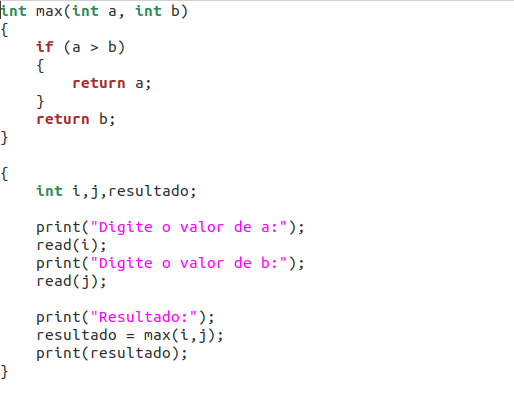 int max(int a, int b)
{
    if (a > b)
    {
        return a;
    }
    return b;
}

{
    int i,j,resultado;

    print("Digite o valor de a:");
    read(i);
    print("Digite o valor de b:");
    read(j);

    print("Resultado:");
    resultado = max(i,j);
    print(resultado);
}